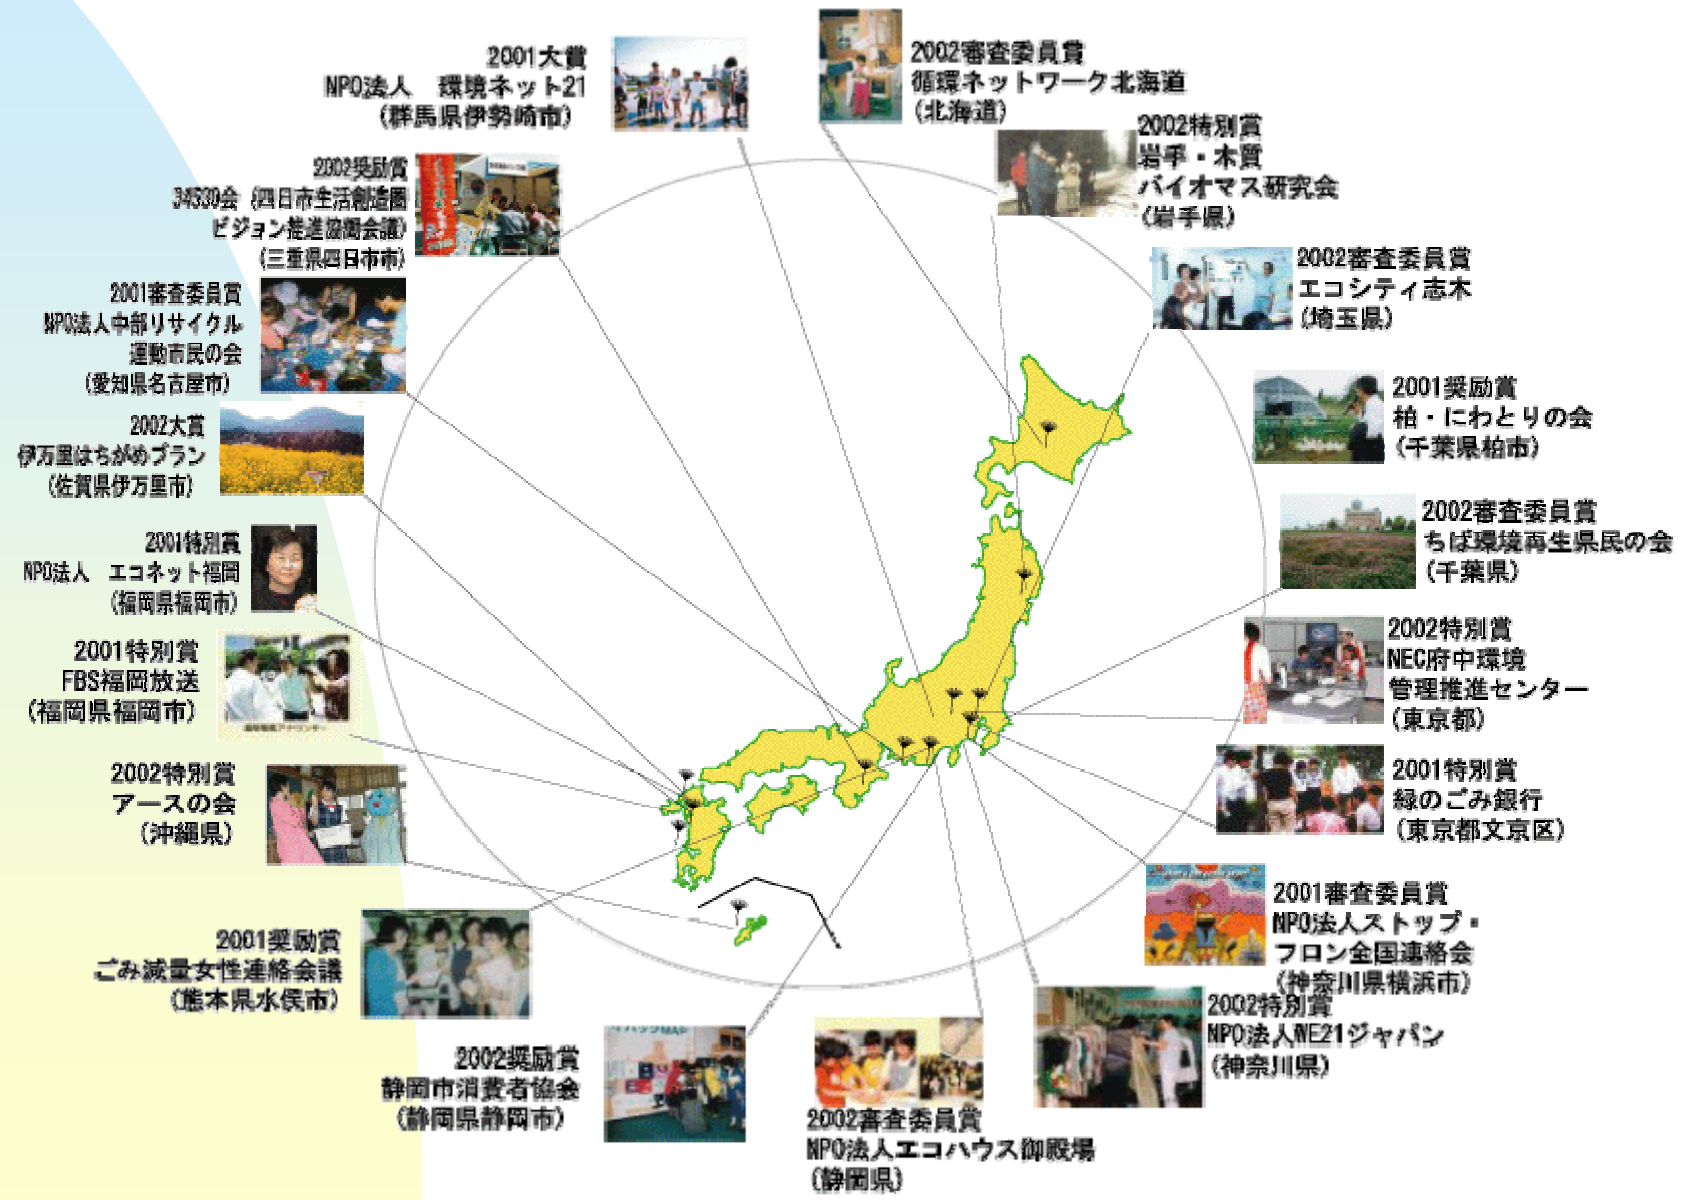 2001大賞
NPO法人　環境ネット21
(群馬県伊勢崎市)
2002審査委員賞
循環ネットワーク北海道
(北海道)
2002特別賞
岩手・木質
バイオマス研究会
(岩手県)
2002奨励賞
34530会 (四日市生活創造圏
ビジョン推進協働会議)
(三重県四日市市)
2002審査委員賞
エコシティ志木
(埼玉県)
2001審査委員賞
NPO法人中部リサイクル
運動市民の会
(愛知県名古屋市)
2001奨励賞
柏・にわとりの会
(千葉県柏市)
2002大賞
伊万里はちがめプラン
(佐賀県伊万里市)
2002審査委員賞
ちば環境再生県民の会
(千葉県)
2001特別賞
NPO法人　エコネット福岡
(福岡県福岡市)
2002特別賞
NEC府中環境
管理推進センター
(東京都)
2001特別賞
FBS福岡放送
(福岡県福岡市)
2001特別賞
緑のごみ銀行
(東京都文京区)
2002特別賞
アースの会
(沖縄県)
2001審査委員賞
NPO法人ストップ・
フロン全国連絡会
(神奈川県横浜市)
2001奨励賞
ごみ減量女性連絡会議
(熊本県水俣市)
2002特別賞
NPO法人WE21ジャパン
(神奈川県)
2002奨励賞
静岡市消費者協会
(静岡県静岡市)
2002審査委員賞
NPO法人エコハウス御殿場
(静岡県)